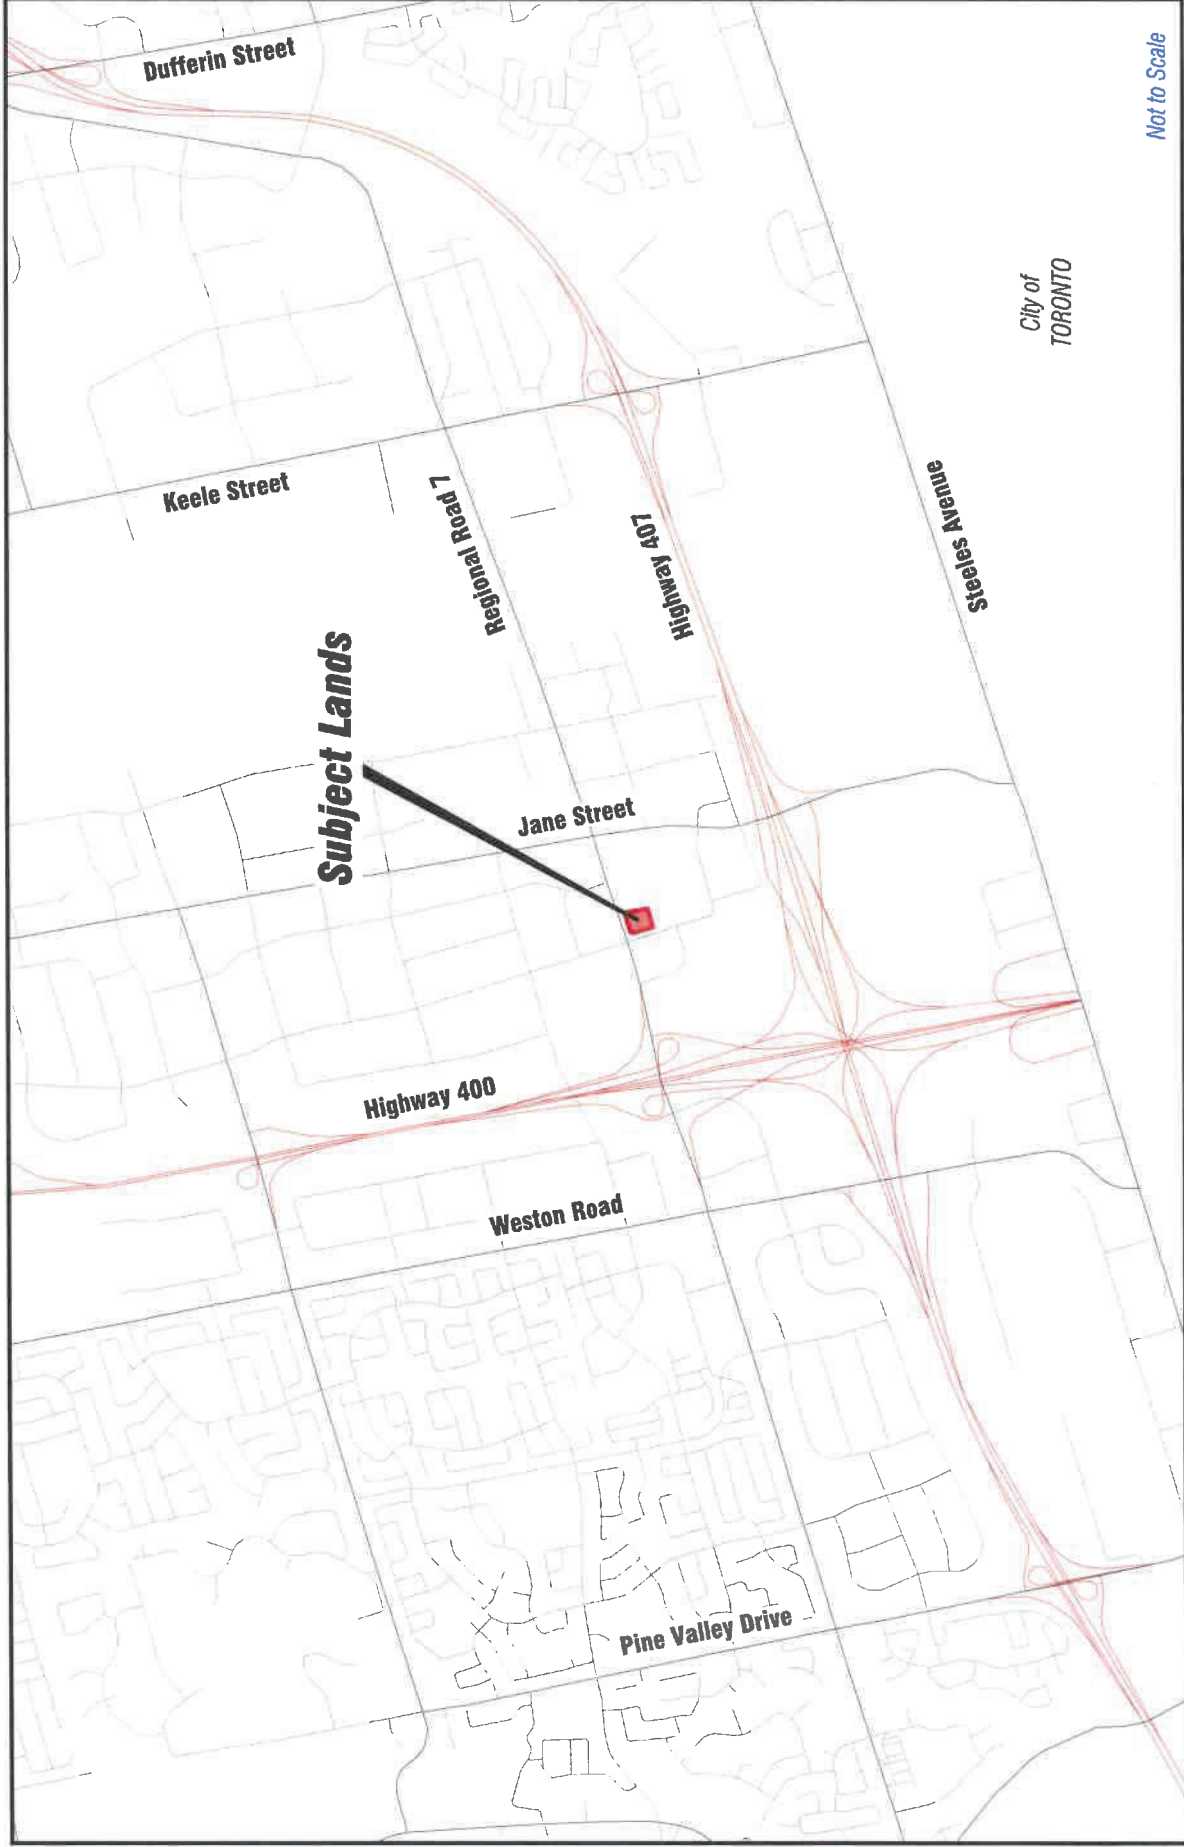 Dufferin Street
Keele Street
Regional Road 7
Highway 407
Steeles Avenue
City of
TORONTO
Not to Scale
Subject Lands
Jane Street
Highway 400
Weston Road
Pine Valley Drive